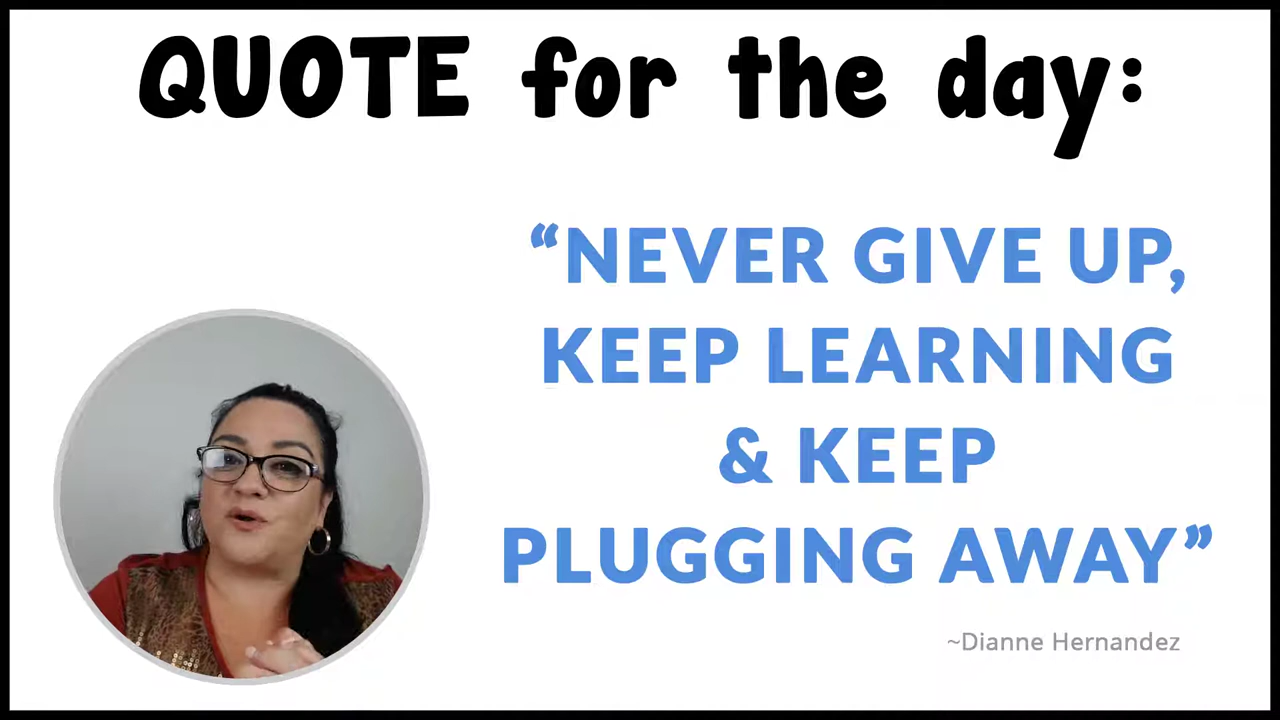 QUOTE for the day:
“NEVER GIVE UP,
KEEP LEARNING
& KEEP
PLUGGING AWAY”
~Dianne Hernandez